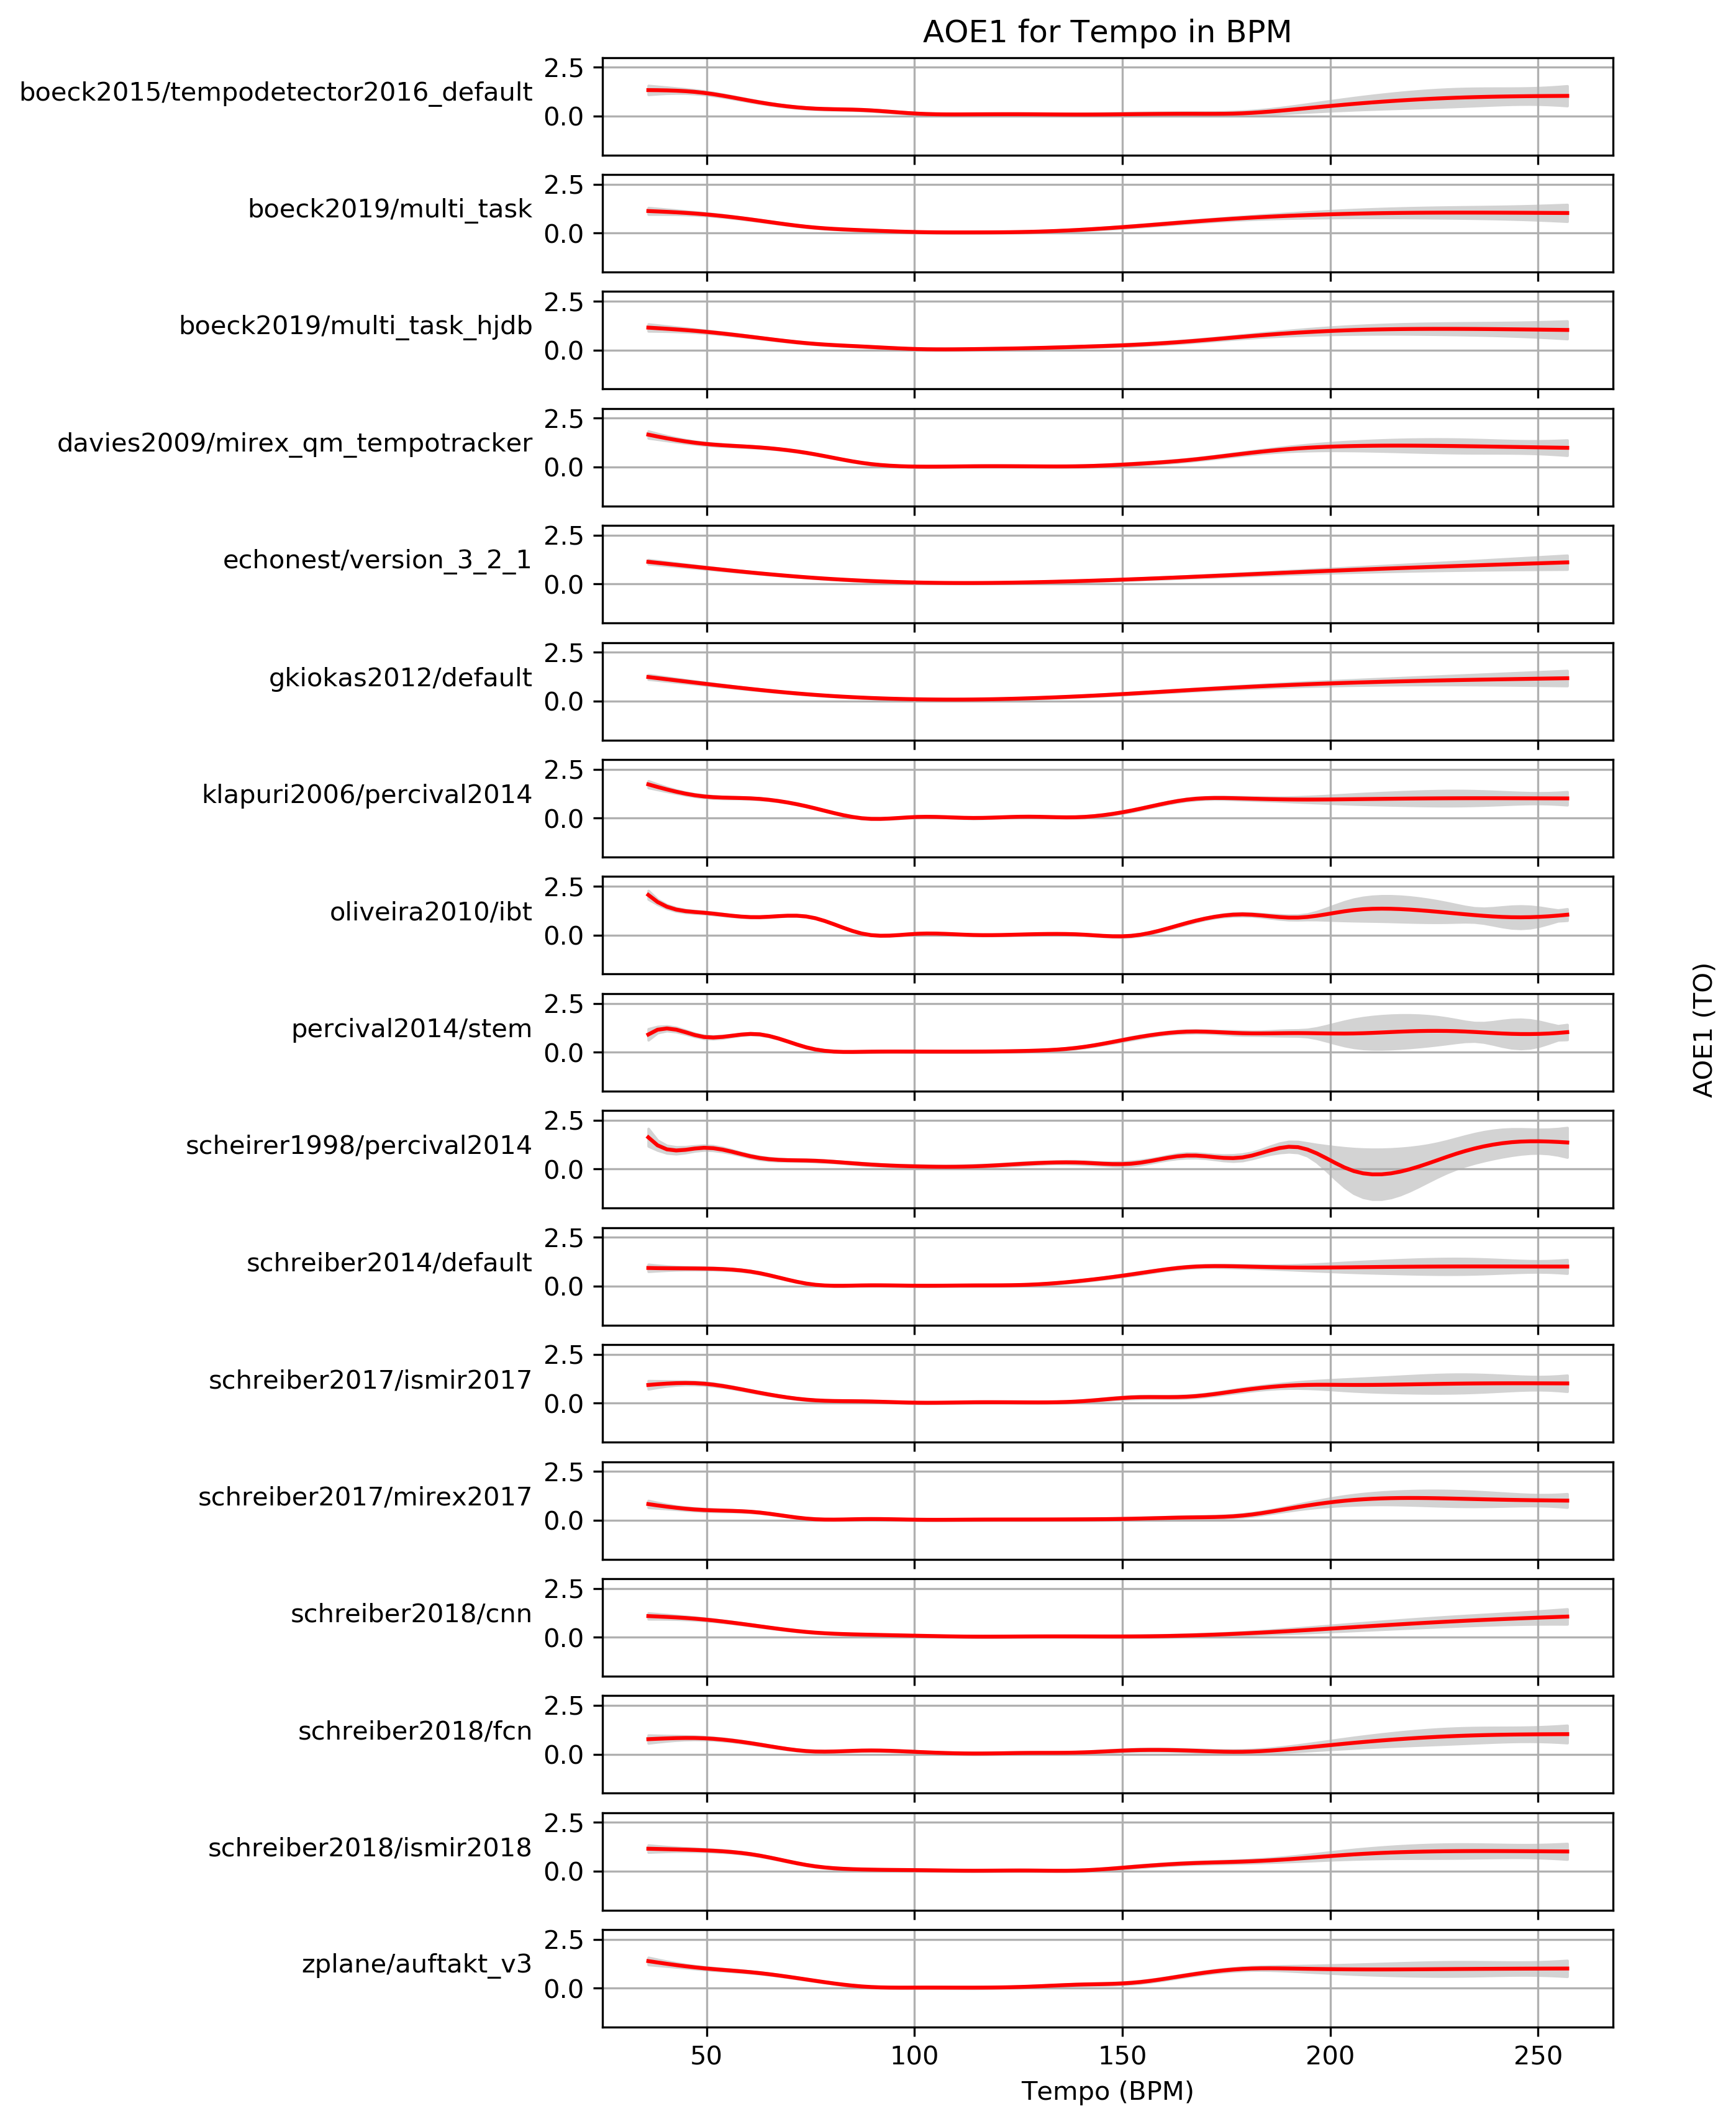 AOE1 for Tempo in BPM
boeck2015/tempodetector2016_default
2.5
0.0
boeck2019/multi_task
2.5
0.0
boeck2019/multi_task_hjdb
2.5
0.0
davies2009/mirex_qm_tempotracker
2.5
0.0
echonest/version_3_2_1
2.5
0.0
gkiokas2012/default
2.5
0.0
klapuri2006/percival2014
2.5
0.0
oliveira2010/ibt
2.5
0.0
percival2014/stem
2.5
0.0
scheirer1998/percival2014
2.5
0.0
schreiber2014/default
2.5
0.0
schreiber2017/ismir2017
2.5
0.0
schreiber2017/mirex2017
2.5
0.0
schreiber2018/cnn
2.5
0.0
schreiber2018/fcn
2.5
0.0
schreiber2018/ismir2018
2.5
0.0
zplane/auftakt_v3
2.5
0.0
50 100 150 200 250
Tempo (BPM)
AOE1 (TO)